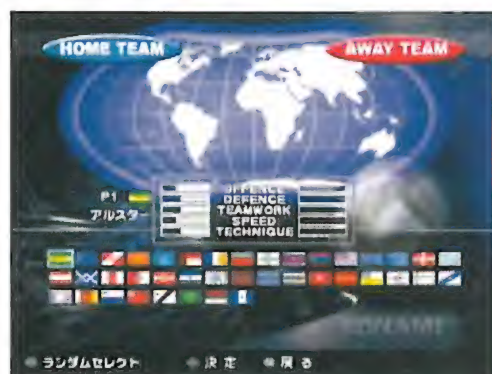 HOME TEAM
AWAY TEAM
OFFENCE
P1
DEFENCE
アルスター
TEAMWORK
SPEED
TECHNIQUE
KONAMI
ランダムセレクト 決定 戻る